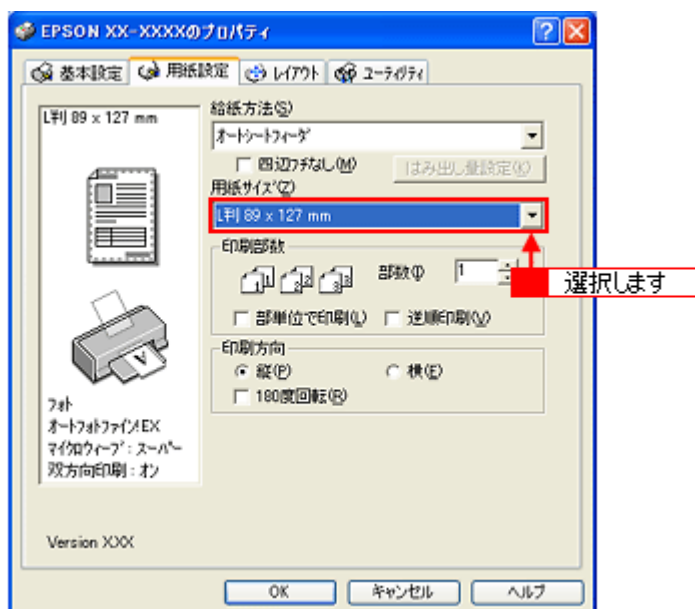 EPSON XX-XXXXのプロパティ
基本設定 用紙設定 レイアウト ユーティリティ
L判 89 x 127 mm
給紙方法(S)
オートシートフィーダ
四辺フチなし(M) はみ出し量設定(K)
用紙サイズ(Z)
L判 89 x 127 mm
選択します
印刷部数
部数(I) 1
部単位で印刷(L) 逆順印刷(V)
印刷方向
縦(P) 横(E)
180度回転(R)
フォト
オートフォトファイン!EX
マイクロウィーブ : スーパー
双方向印刷 : オン
Version XXX
OK キャンセル ヘルプ